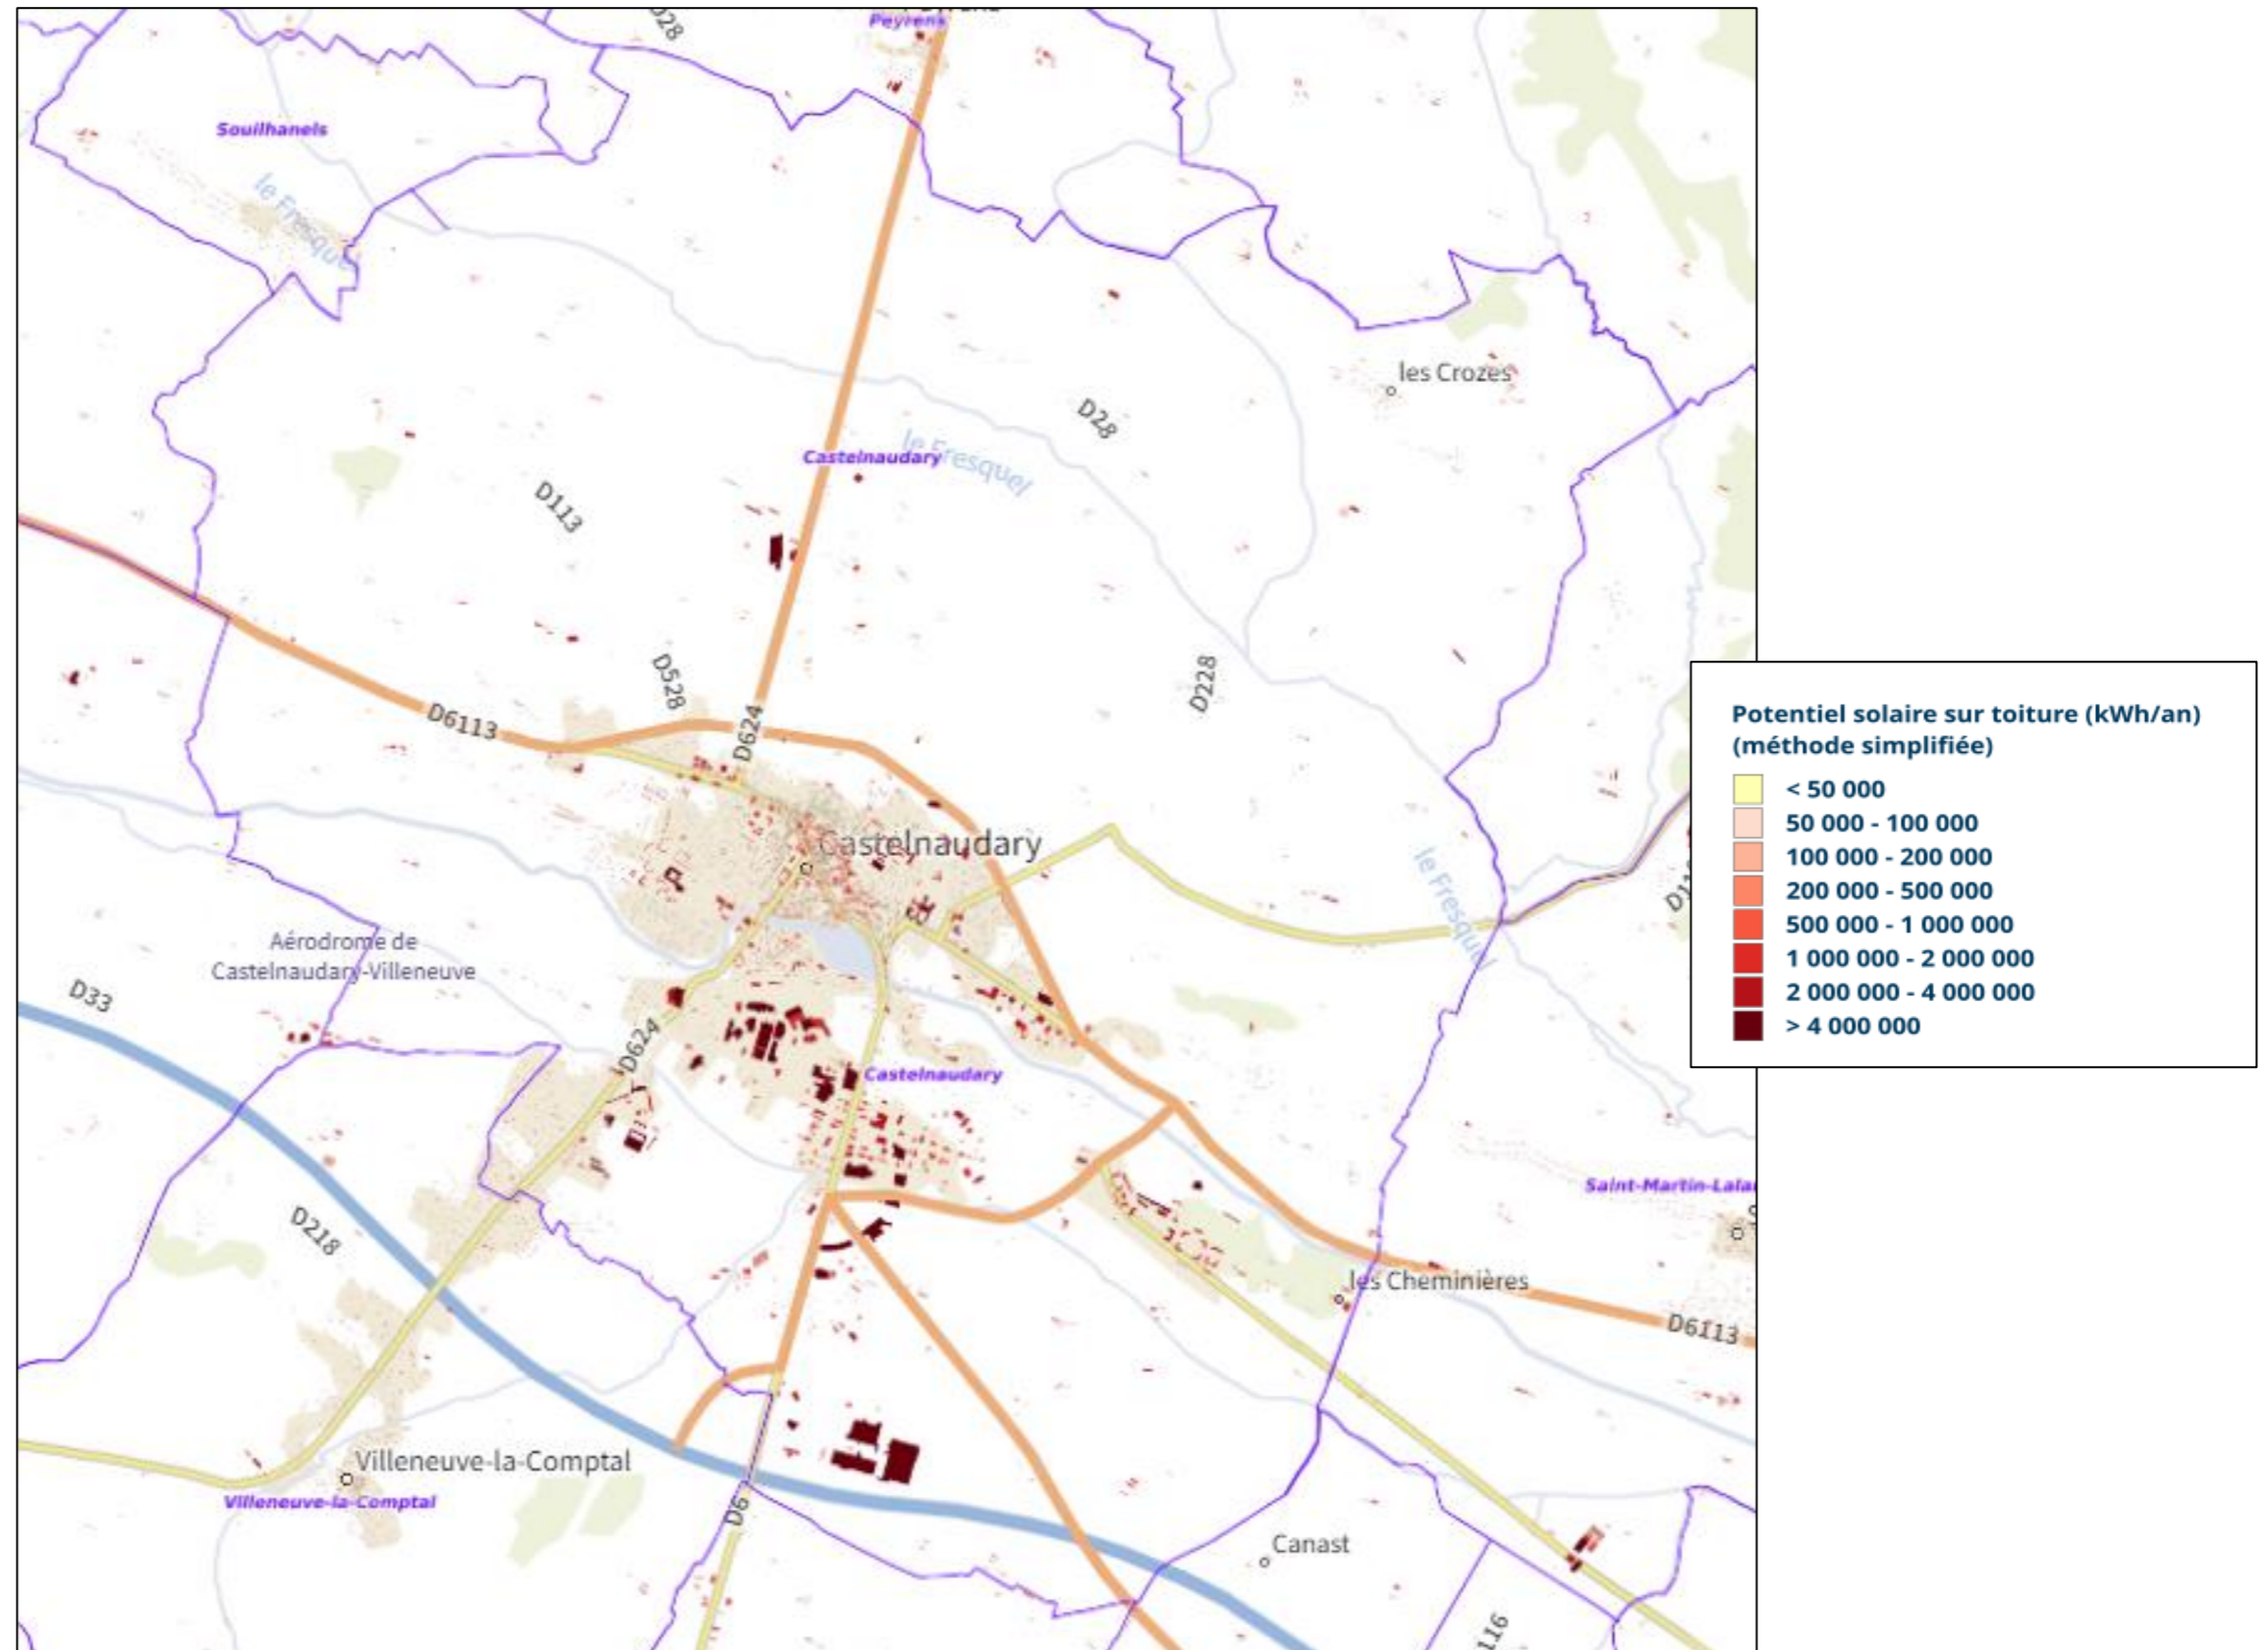 D28
Peyrens
Souilhanels
le Fresquel
les Crozes
D28
Castelnaudary
le Fresquel
D113
D528
D624
D228
D6113
Potentiel solaire sur toiture (kWh/an)
(méthode simplifiée)
< 50 000
50 000 - 100 000
100 000 - 200 000
200 000 - 500 000
500 000 - 1 000 000
1 000 000 - 2 000 000
2 000 000 - 4 000 000
> 4 000 000
Castelnaudary
le Fresquel
Aérodrome de
Castelnaudary-Villeneuve
D33
D624
Castelnaudary
Saint-Martin-Lalan
D218
les Cheminières
D6113
Villeneuve-la-Comptal
Villeneuve-la-Comptal
D6
Canast
116